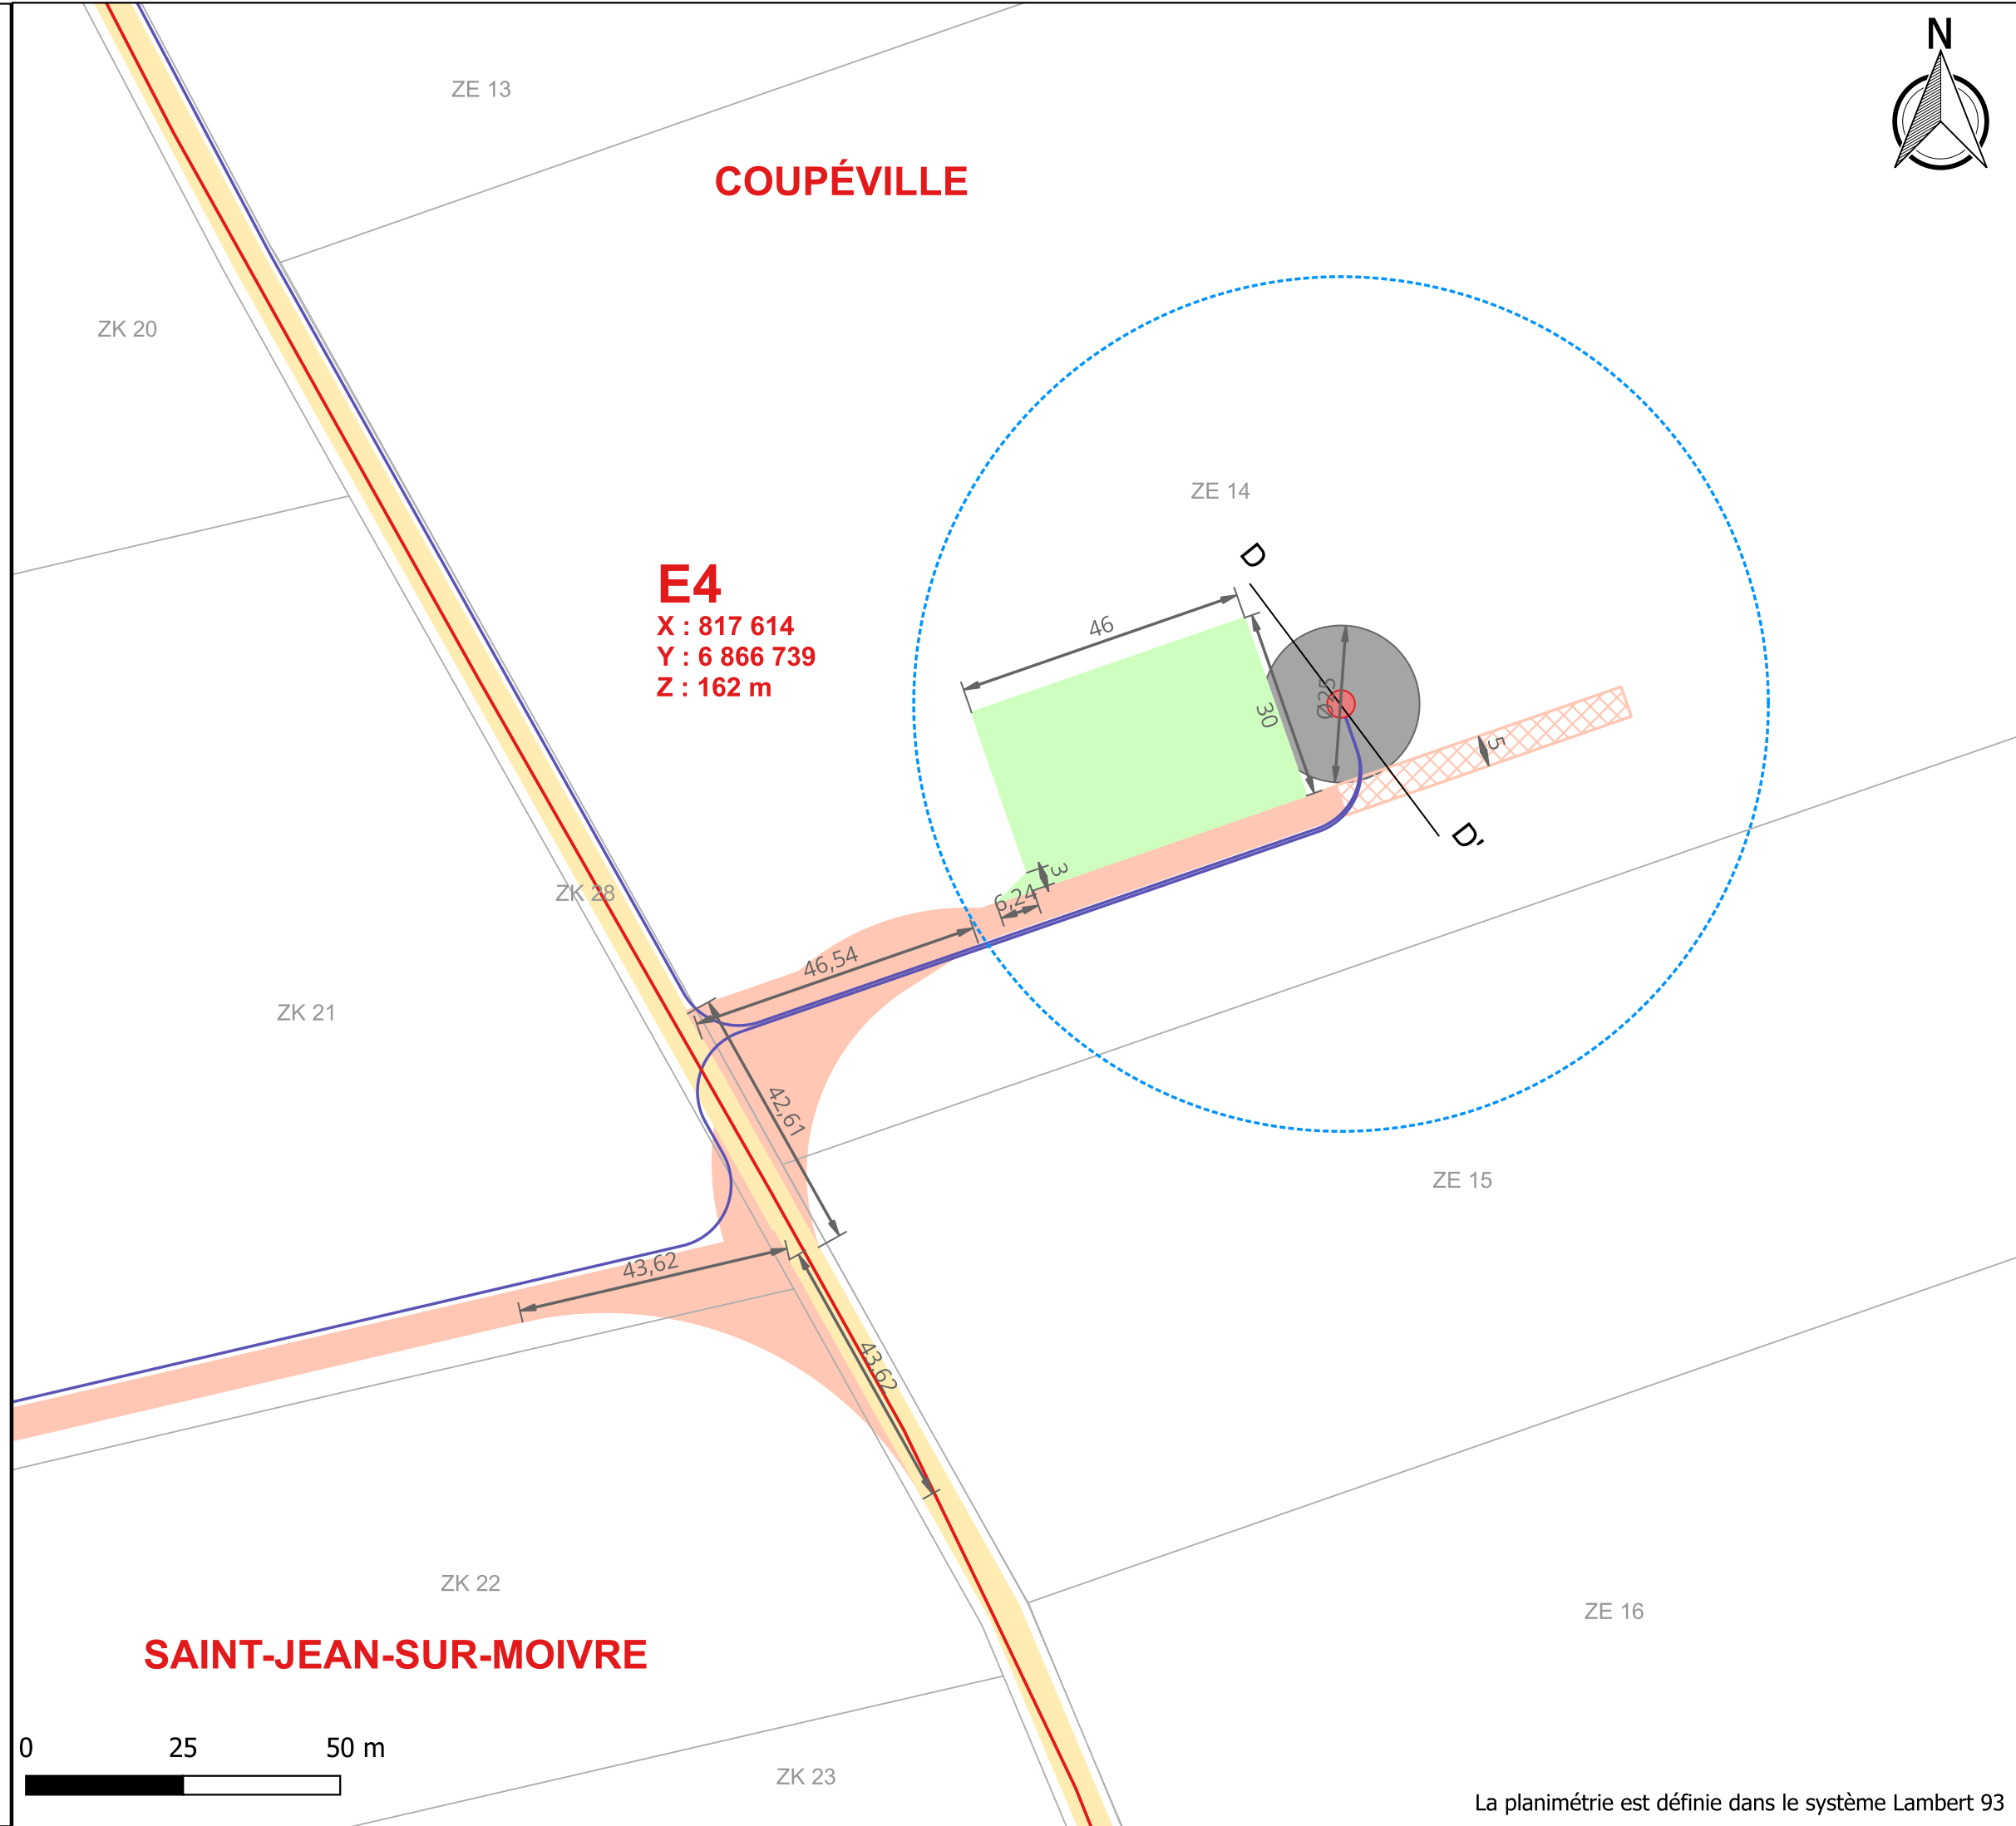 N
ZE 13
COUPÉVILLE
ZK 20
ZE 14
D
E4
X : 817 614
Y : 6 866 739
Z : 162 m
46
30
Ø25
5
D'
ZK 28
3
6,24
46,54
ZK 21
42,61
ZE 15
43,62
43,62
ZK 22
ZE 16
SAINT-JEAN-SUR-MOIVRE
0 25 50 m
ZK 23
La planimétrie est définie dans le système Lambert 93